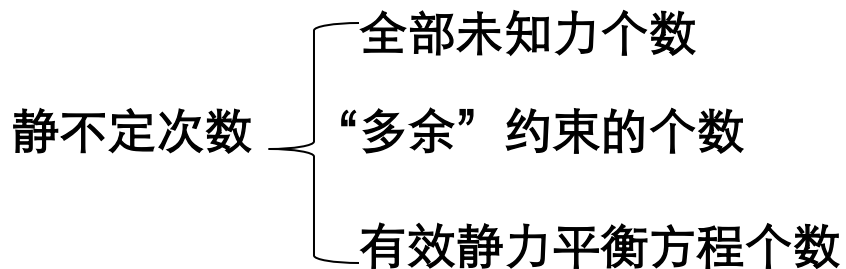 全部未知力个数
静不定次数
“多余”约束的个数
有效静力平衡方程个数